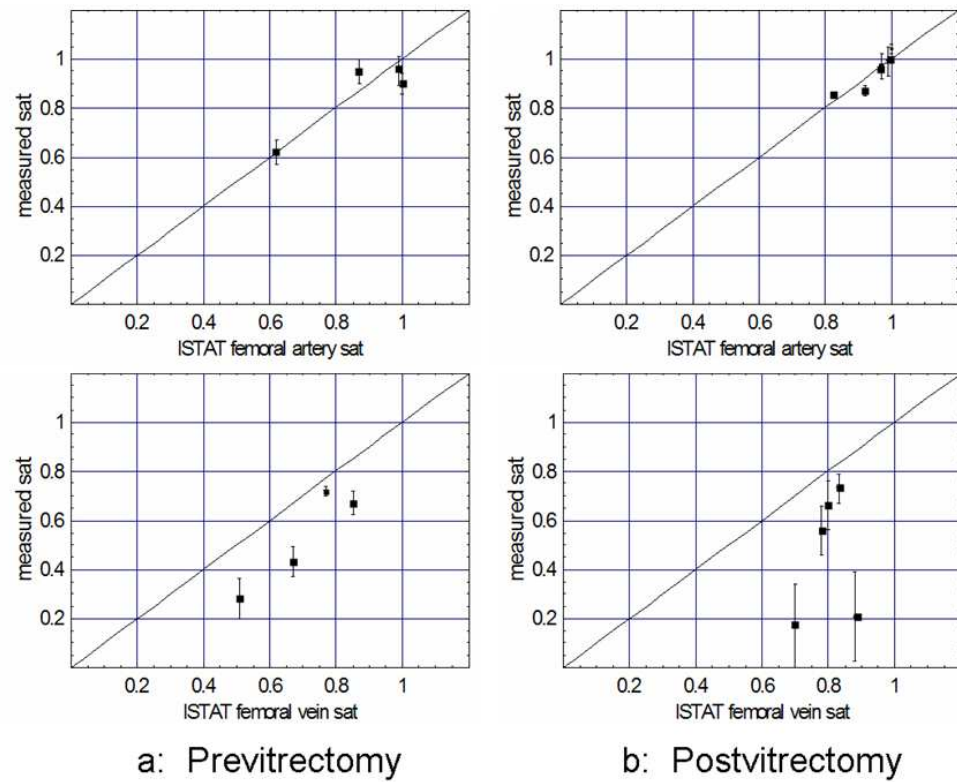 1
0.8
0.6
0.4
0.2
measured sat
0.2 0.4 0.6 0.8 1
ISTAT femoral artery sat
1
0.8
0.6
0.4
0.2
measured sat
0.2 0.4 0.6 0.8 1
ISTAT femoral artery sat
1
0.8
0.6
0.4
0.2
measured sat
0.2 0.4 0.6 0.8 1
ISTAT femoral vein sat
1
0.8
0.6
0.4
0.2
measured sat
0.2 0.4 0.6 0.8 1
ISTAT femoral vein sat
a: Previtrectomy
b: Postvitrectomy